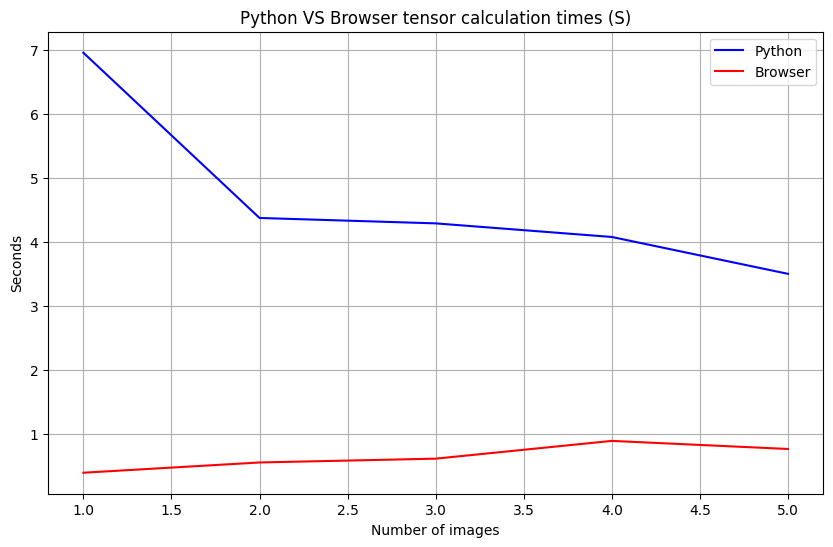 Python VS Browser tensor calculation times (S)
Python
Browser
Seconds
7
6
5
4
3
2
1
1.0 1.5 2.0 2.5 3.0 3.5 4.0 4.5 5.0
Number of images